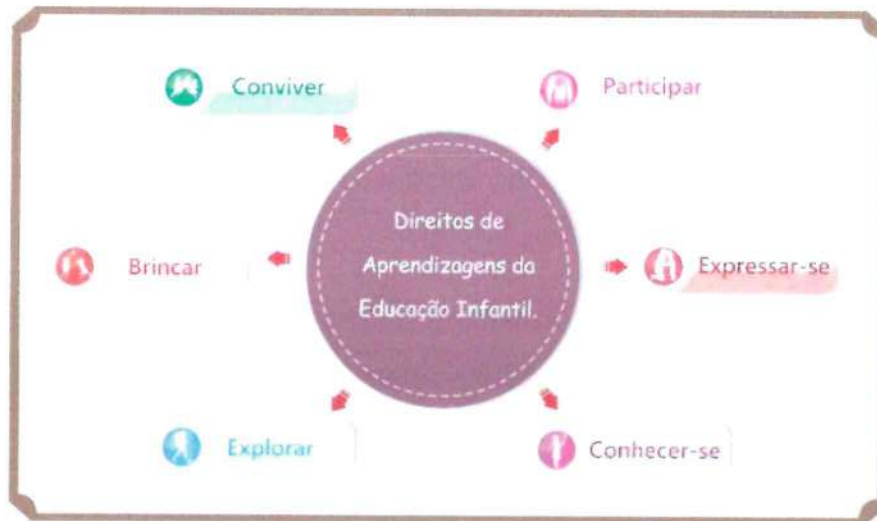 Conviver
Participar
Direitos de
Aprendizagens da
Educação Infantil.
Brincar
Expressar-se
Explorar
Conhecer-se